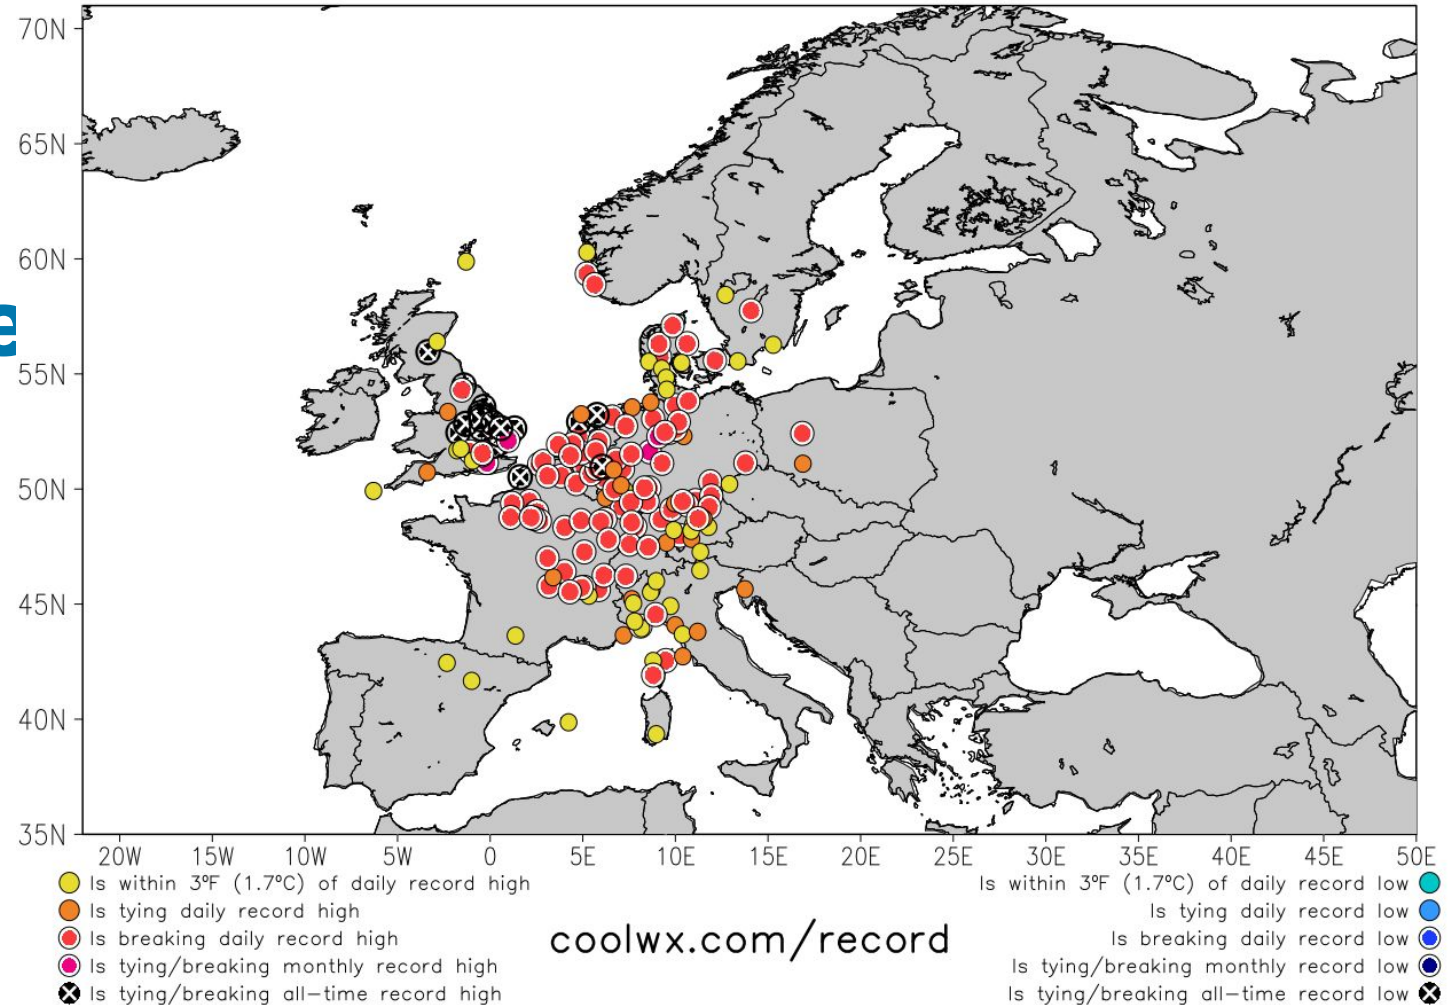 70N
65N
60N
e
55N
50N
45N
40N
35N
20W 15W 10W 5W 0 5E 10E 15E 20E 25E 30E 35E 40E 45E 50E
Is within 3ºF (1.7ºC) of daily record high
Is tying daily record high
Is breaking daily record high
Is tying/breaking monthly record high
Is tying/breaking all-time record high
coolwx.com/record
Is within 3ºF (1.7ºC) of daily record low
Is tying daily record low
Is breaking daily record low
Is tying/breaking monthly record low
Is tying/breaking all-time record low